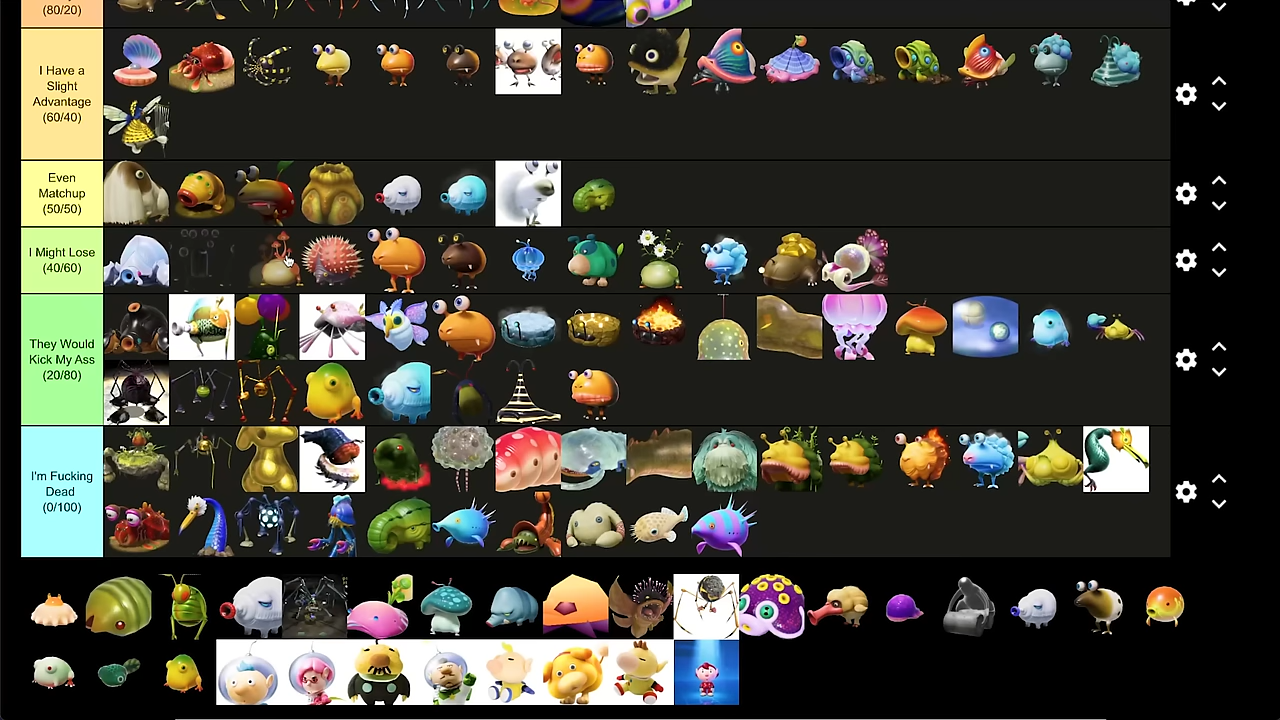 (80/20)
I Have a
Slight
Advantage
(60/40)
Even
Matchup
(50/50)
I Might Lose
(40/60)
They Would
Kick My Ass
(20/80)
I'm Fucking
Dead
(0/100)